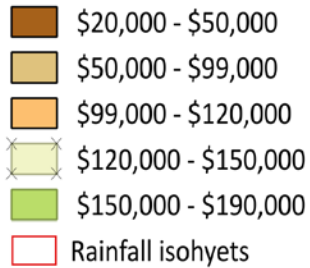 $20,000 - $50,000
$50,000 - $99,000
$99,000 - $120,000
$120,000 - $150,000
$150,000 - $190,000
Rainfall isohyets